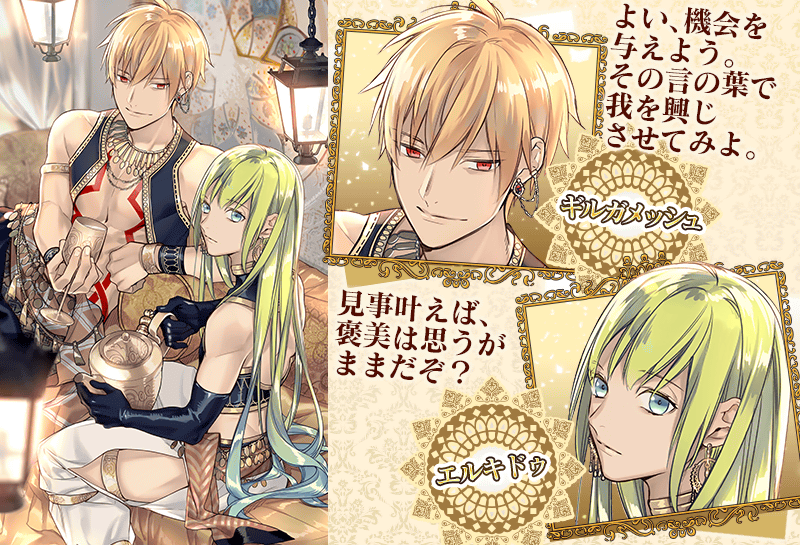 よい、機会を
与えよう。
その言の葉で
我を興じ
させてみよ。
ギルガメッシュ
見事叶えば、
褒美は思うが
ままだぞ？
エルキドゥ